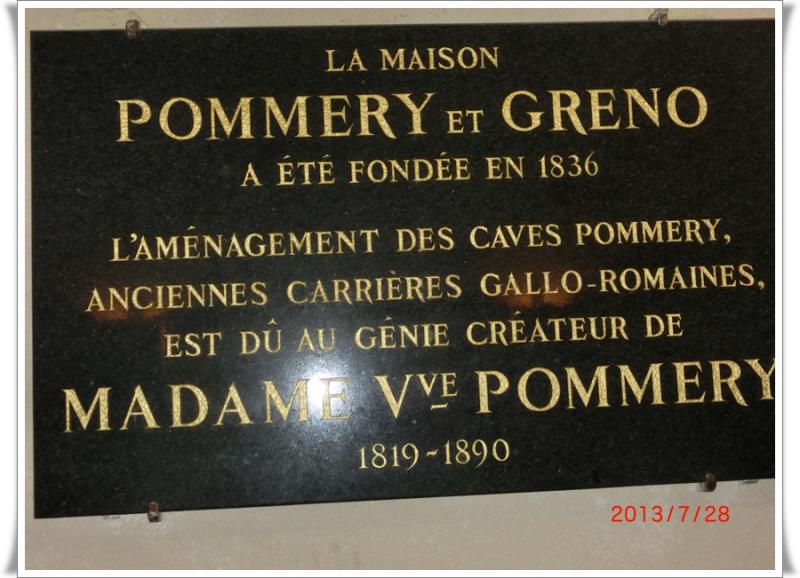 LA MAISON
POMMERY ET GRENO
A ÉTÉ FONDÉE EN 1836
L'AMÉNAGEMENT DES CAVES POMMERY,
ANCIENNES CARRIÈRES GALLO-ROMAINES,
EST DÛ AU GÉNIE CRÉATEUR DE
MADAME VVE POMMERY
1819-1890
2013/7/28